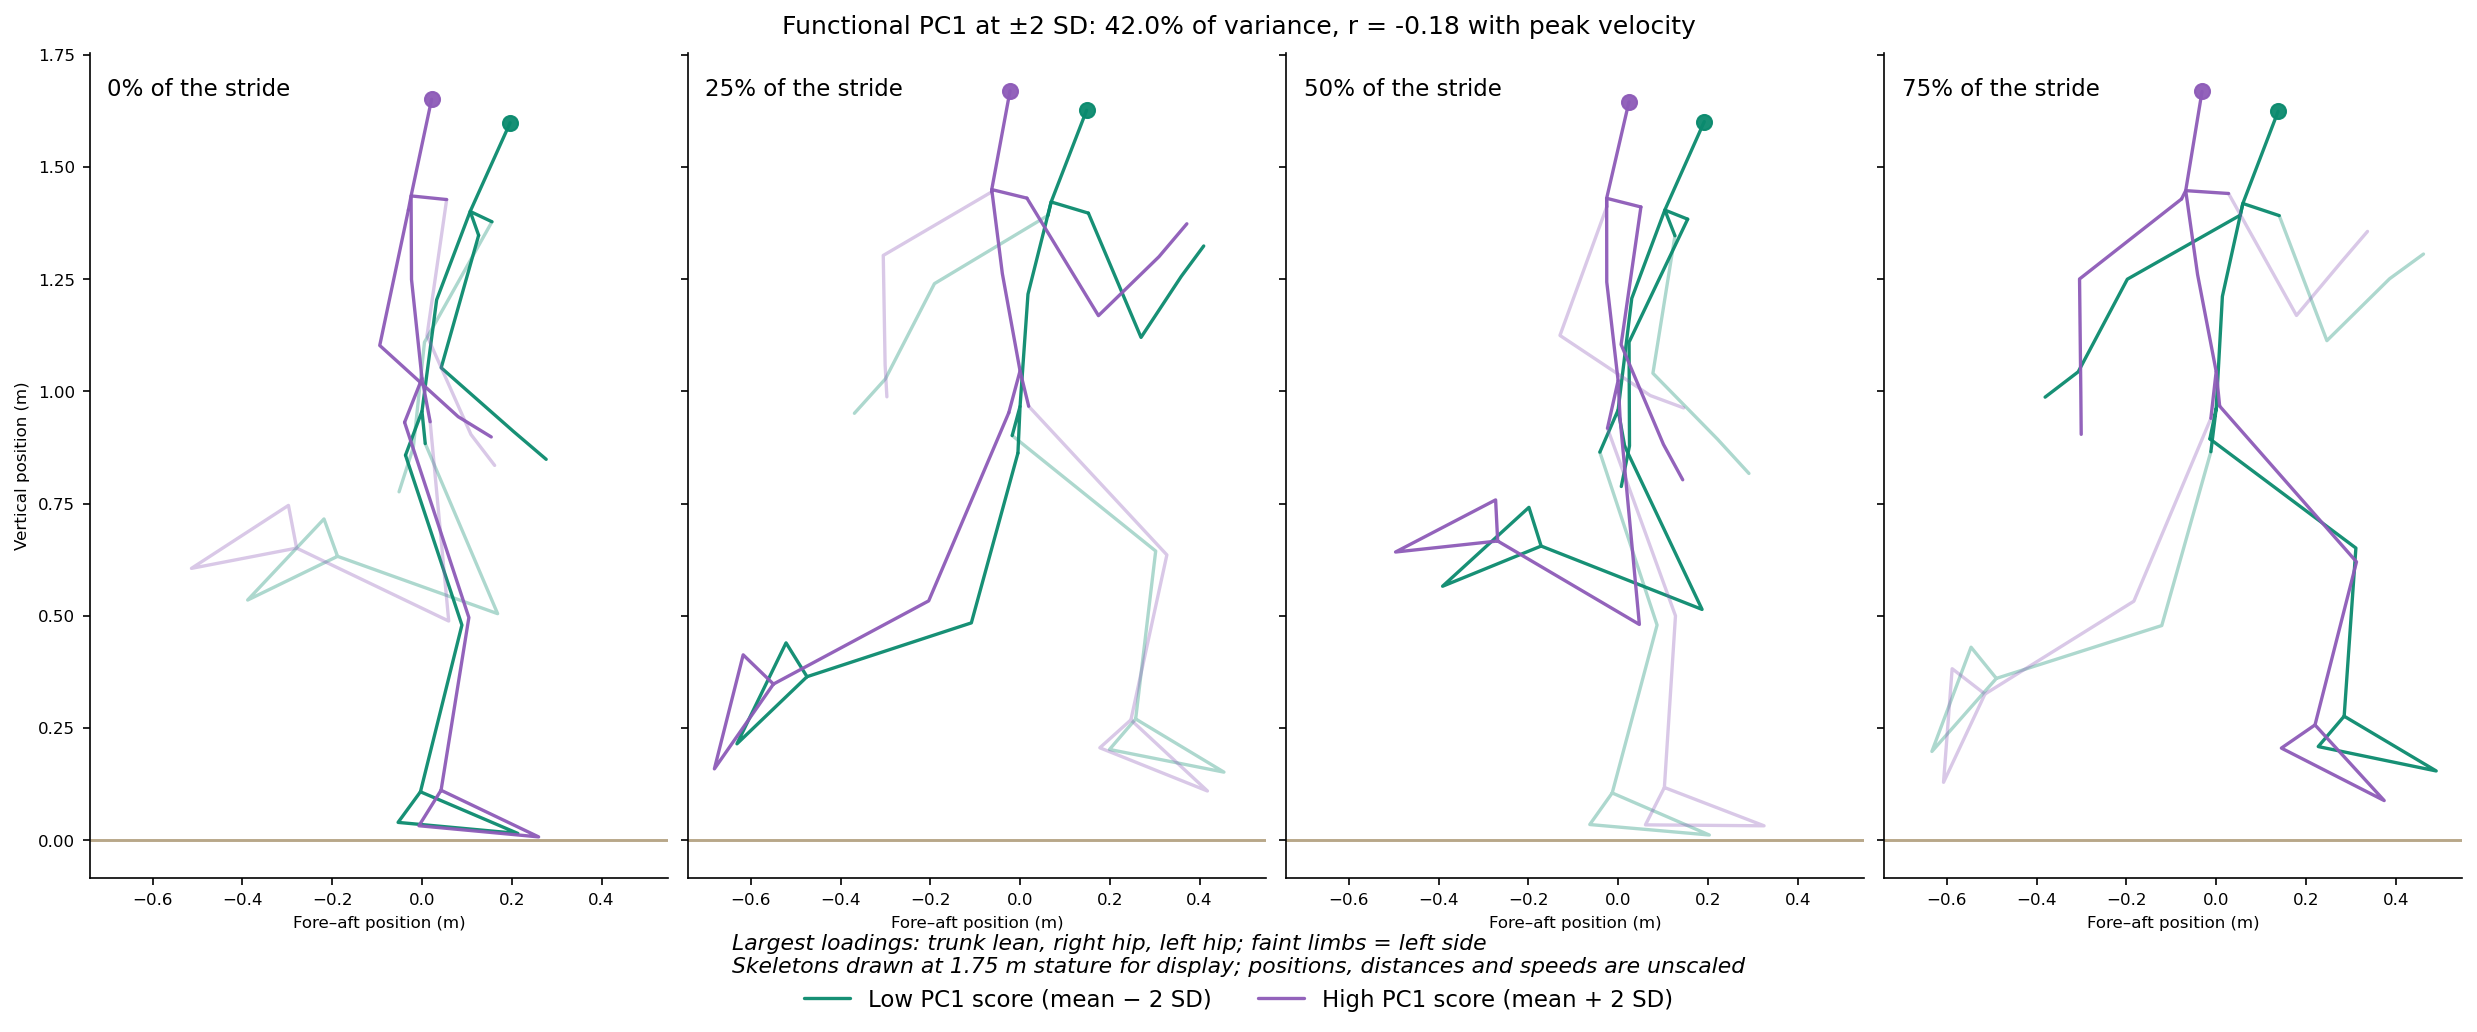 Functional PC1 at ±2 SD: 42.0% of variance, r = -0.18 with peak velocity
0% of the stride
25% of the stride
50% of the stride
75% of the stride
Vertical position (m)
1.75
1.50
1.25
1.00
0.75
0.50
0.25
0.00
−0.6 −0.4 −0.2 0.0 0.2 0.4
−0.6 −0.4 −0.2 0.0 0.2 0.4
−0.6 −0.4 −0.2 0.0 0.2 0.4
−0.6 −0.4 −0.2 0.0 0.2 0.4
Fore–aft position (m)
Fore–aft position (m)
Fore–aft position (m)
Fore–aft position (m)
Largest loadings: trunk lean, right hip, left hip; faint limbs = left side
Skeletons drawn at 1.75 m stature for display; positions, distances and speeds are unscaled
Low PC1 score (mean − 2 SD)
High PC1 score (mean + 2 SD)